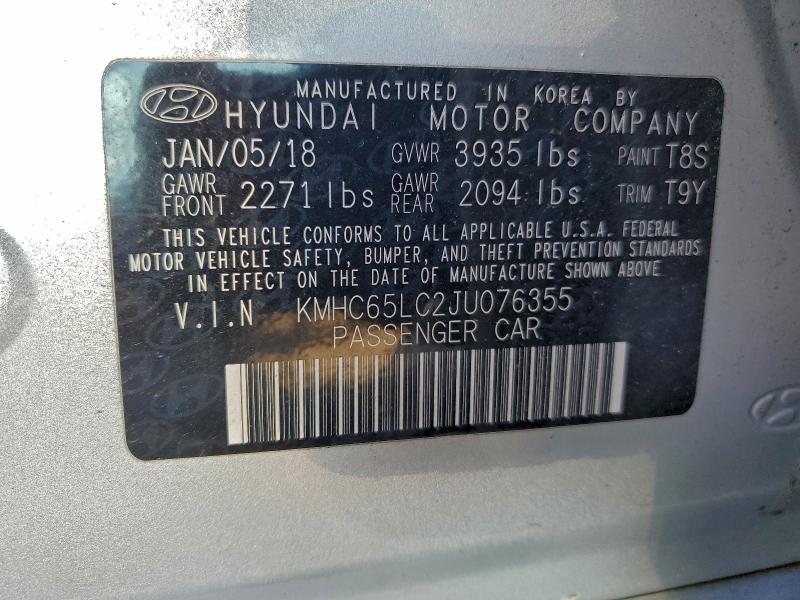 MANUFACTURED IN KOREA BY
HYUNDAI MOTOR COMPANY
JAN/05/18 GVWR 3935 lbs PAINT T8S
GAWR FRONT 2271 lbs GAWR REAR 2094 lbs TRIM T9Y
THIS VEHICLE CONFORMS TO ALL APPLICABLE U.S.A. FEDERAL
MOTOR VEHICLE SAFETY, BUMPER, AND THEFT PREVENTION STANDARDS
IN EFFECT ON THE DATE OF MANUFACTURE SHOWN ABOVE
V.I.N KMHC65LC2JU076355
PASSENGER CAR